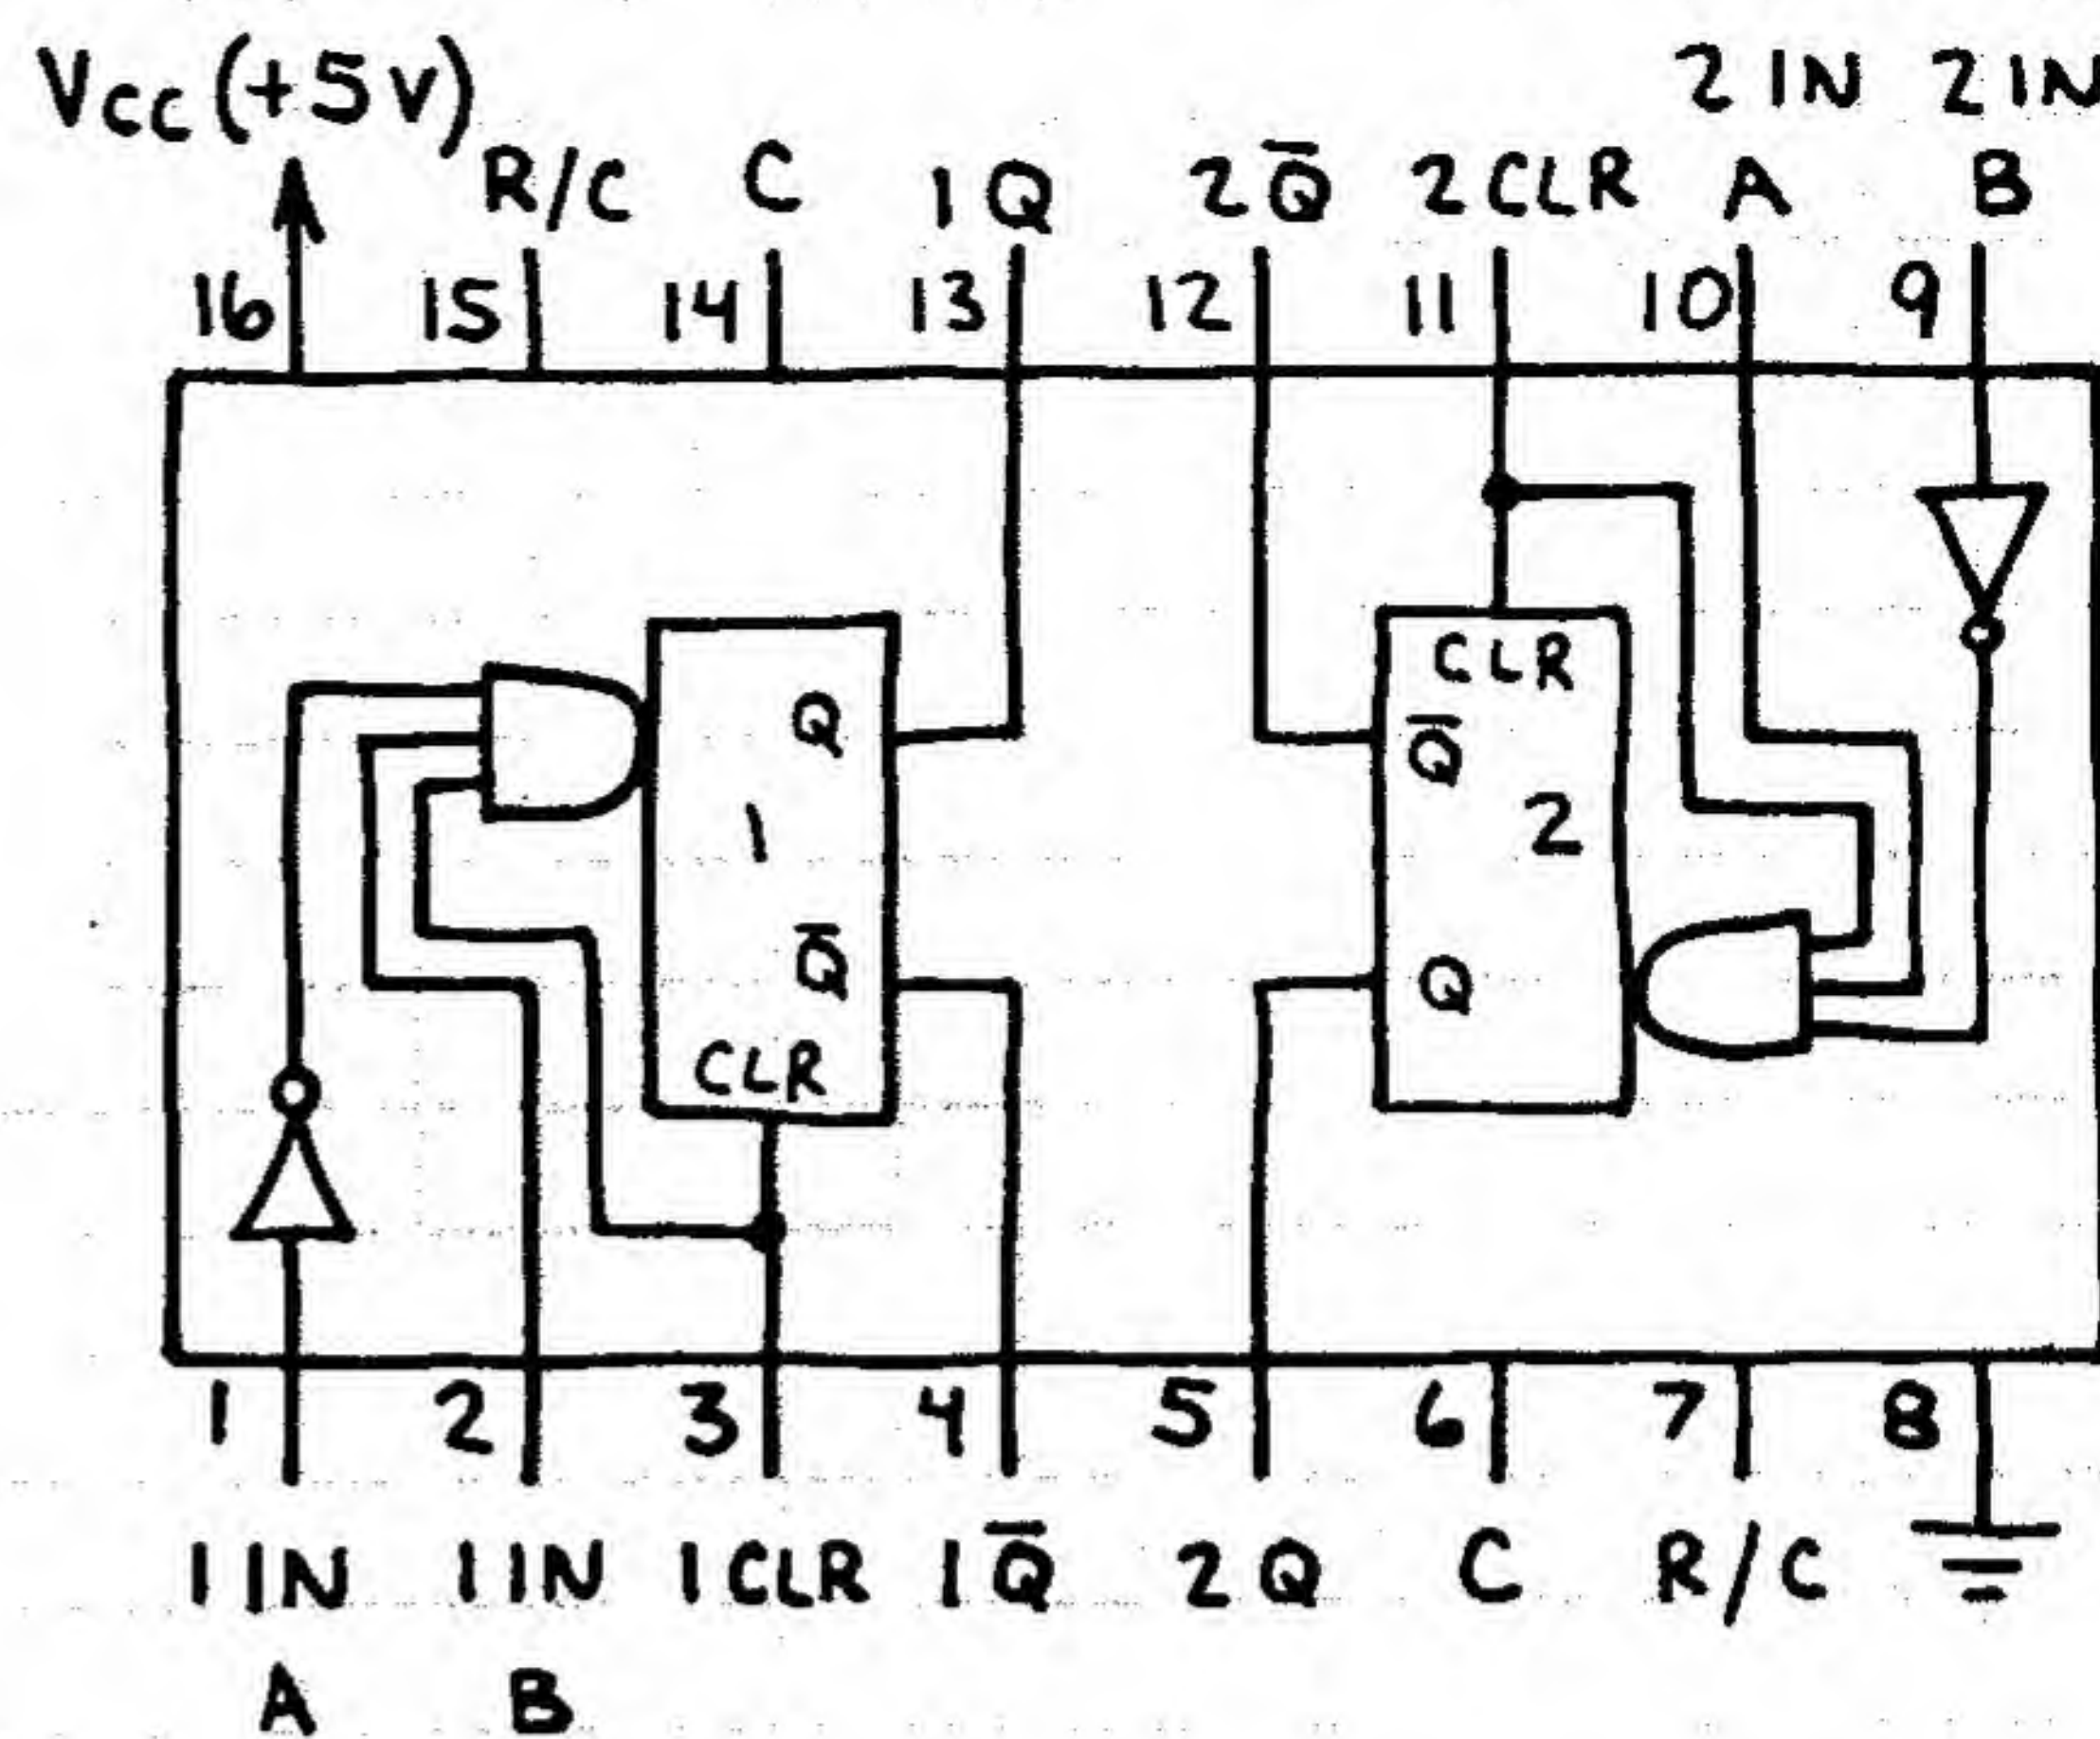 Vcc (+5v) 2 IN 2 IN
R/C C 1Q 2Q̅ 2CLR A B
16 15 14 13 12 11 10 9
CLR
Q Q̅
1 2
Q̅ Q
CLR
1 2 3 4 5 6 7 8
1 IN 1 IN 1 CLR 1Q̅ 2Q C R/C
A B